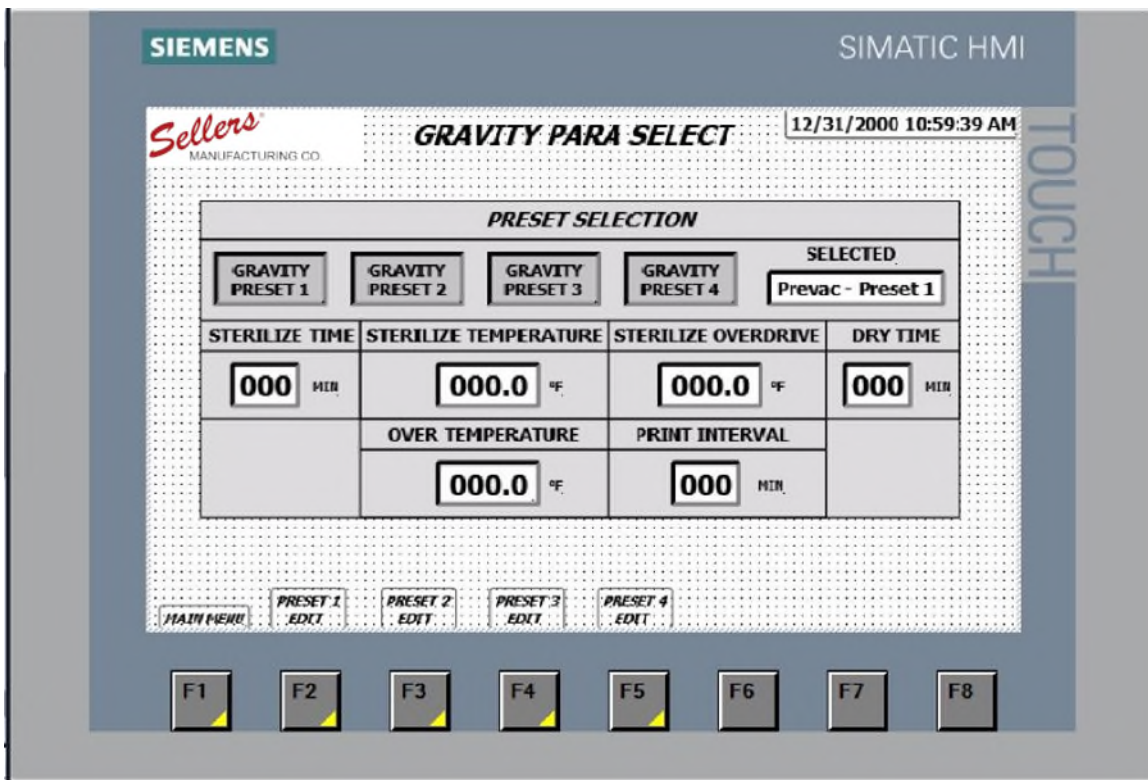 SIEMENS
SIMATIC HMI
Sellers®
MANUFACTURING CO.
GRAVITY PARA SELECT
12/31/2000 10:59:39 AM
TOUCH
PRESET SELECTION
GRAVITY
PRESET 1
GRAVITY
PRESET 2
GRAVITY
PRESET 3
GRAVITY
PRESET 4
SELECTED
Prevac - Preset 1
STERILIZE TIME
STERILIZE TEMPERATURE
STERILIZE OVERDRIVE
DRY TIME
000 MIN
000.0 °F
000.0 °F
000 MIN
OVER TEMPERATURE
PRINT INTERVAL
000.0 °F
000 MIN
MAIN MENU
PRESET 1
EDIT
PRESET 2
EDIT
PRESET 3
EDIT
PRESET 4
EDIT
F1
F2
F3
F4
F5
F6
F7
F8